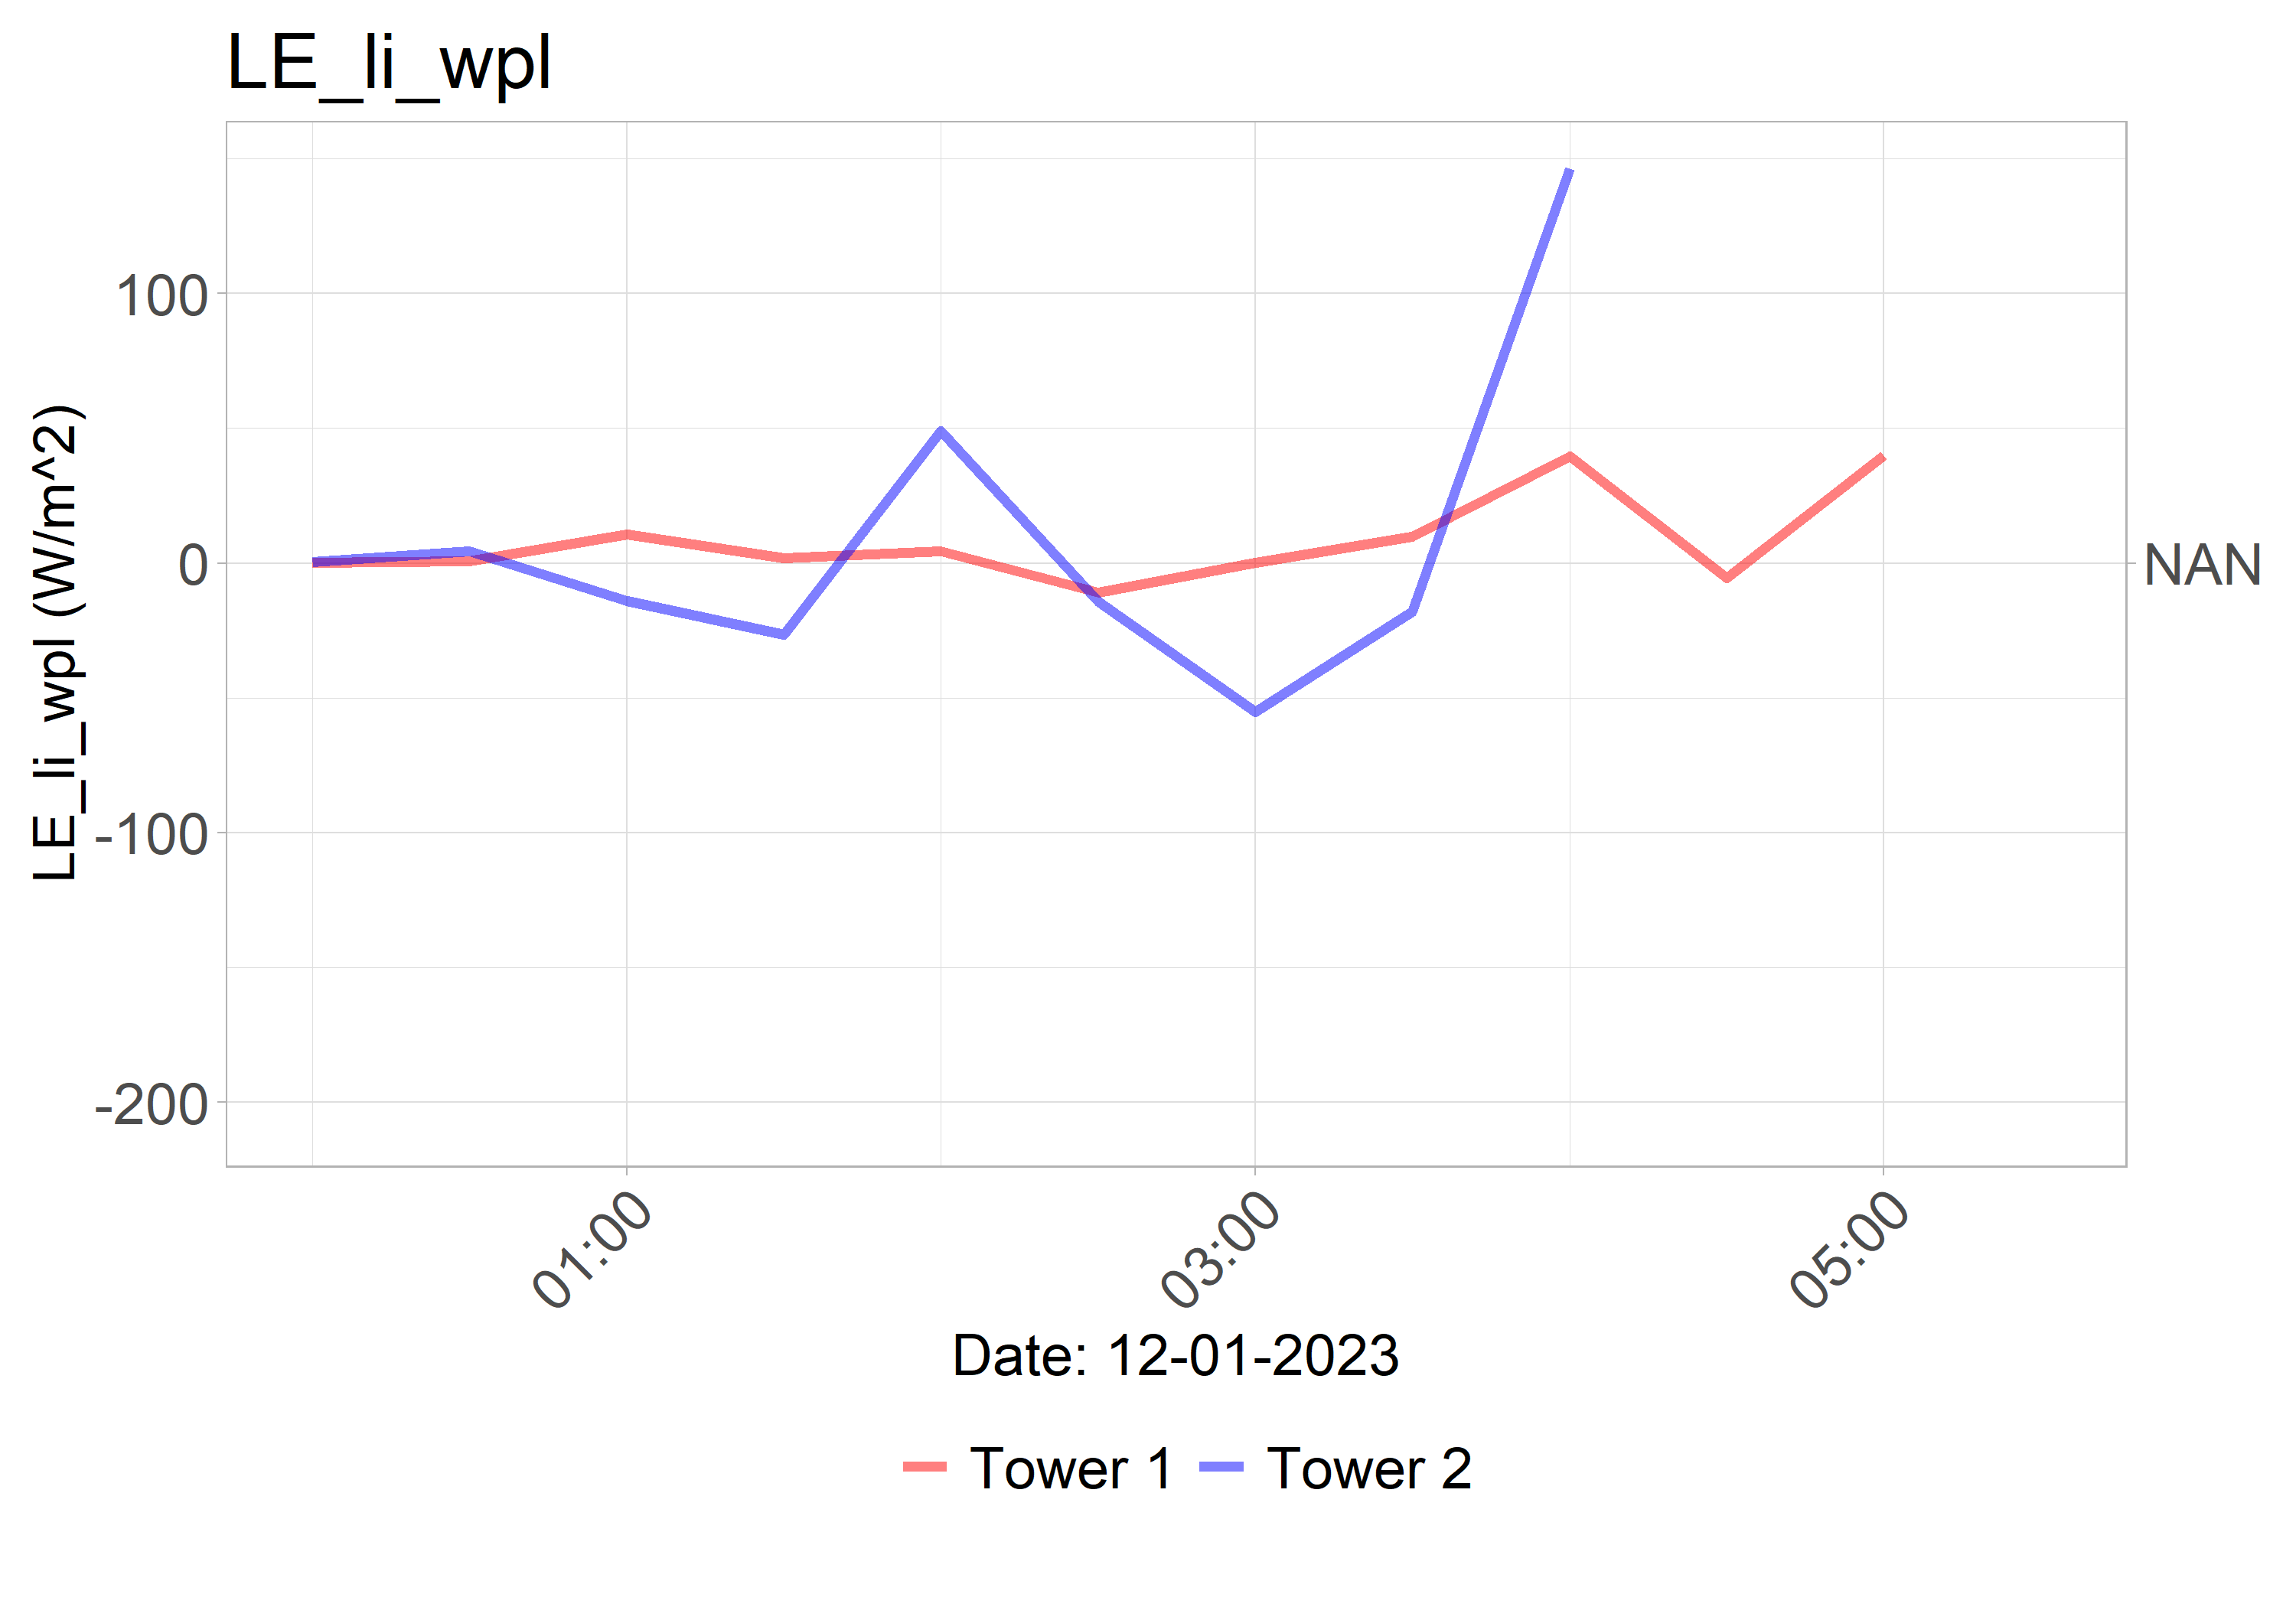 LE_li_wpl
LE_li_wpl (W/m^2)
100
0
-100
-200
NAN
01:00
03:00
05:00
Date: 12-01-2023
Tower 1
Tower 2